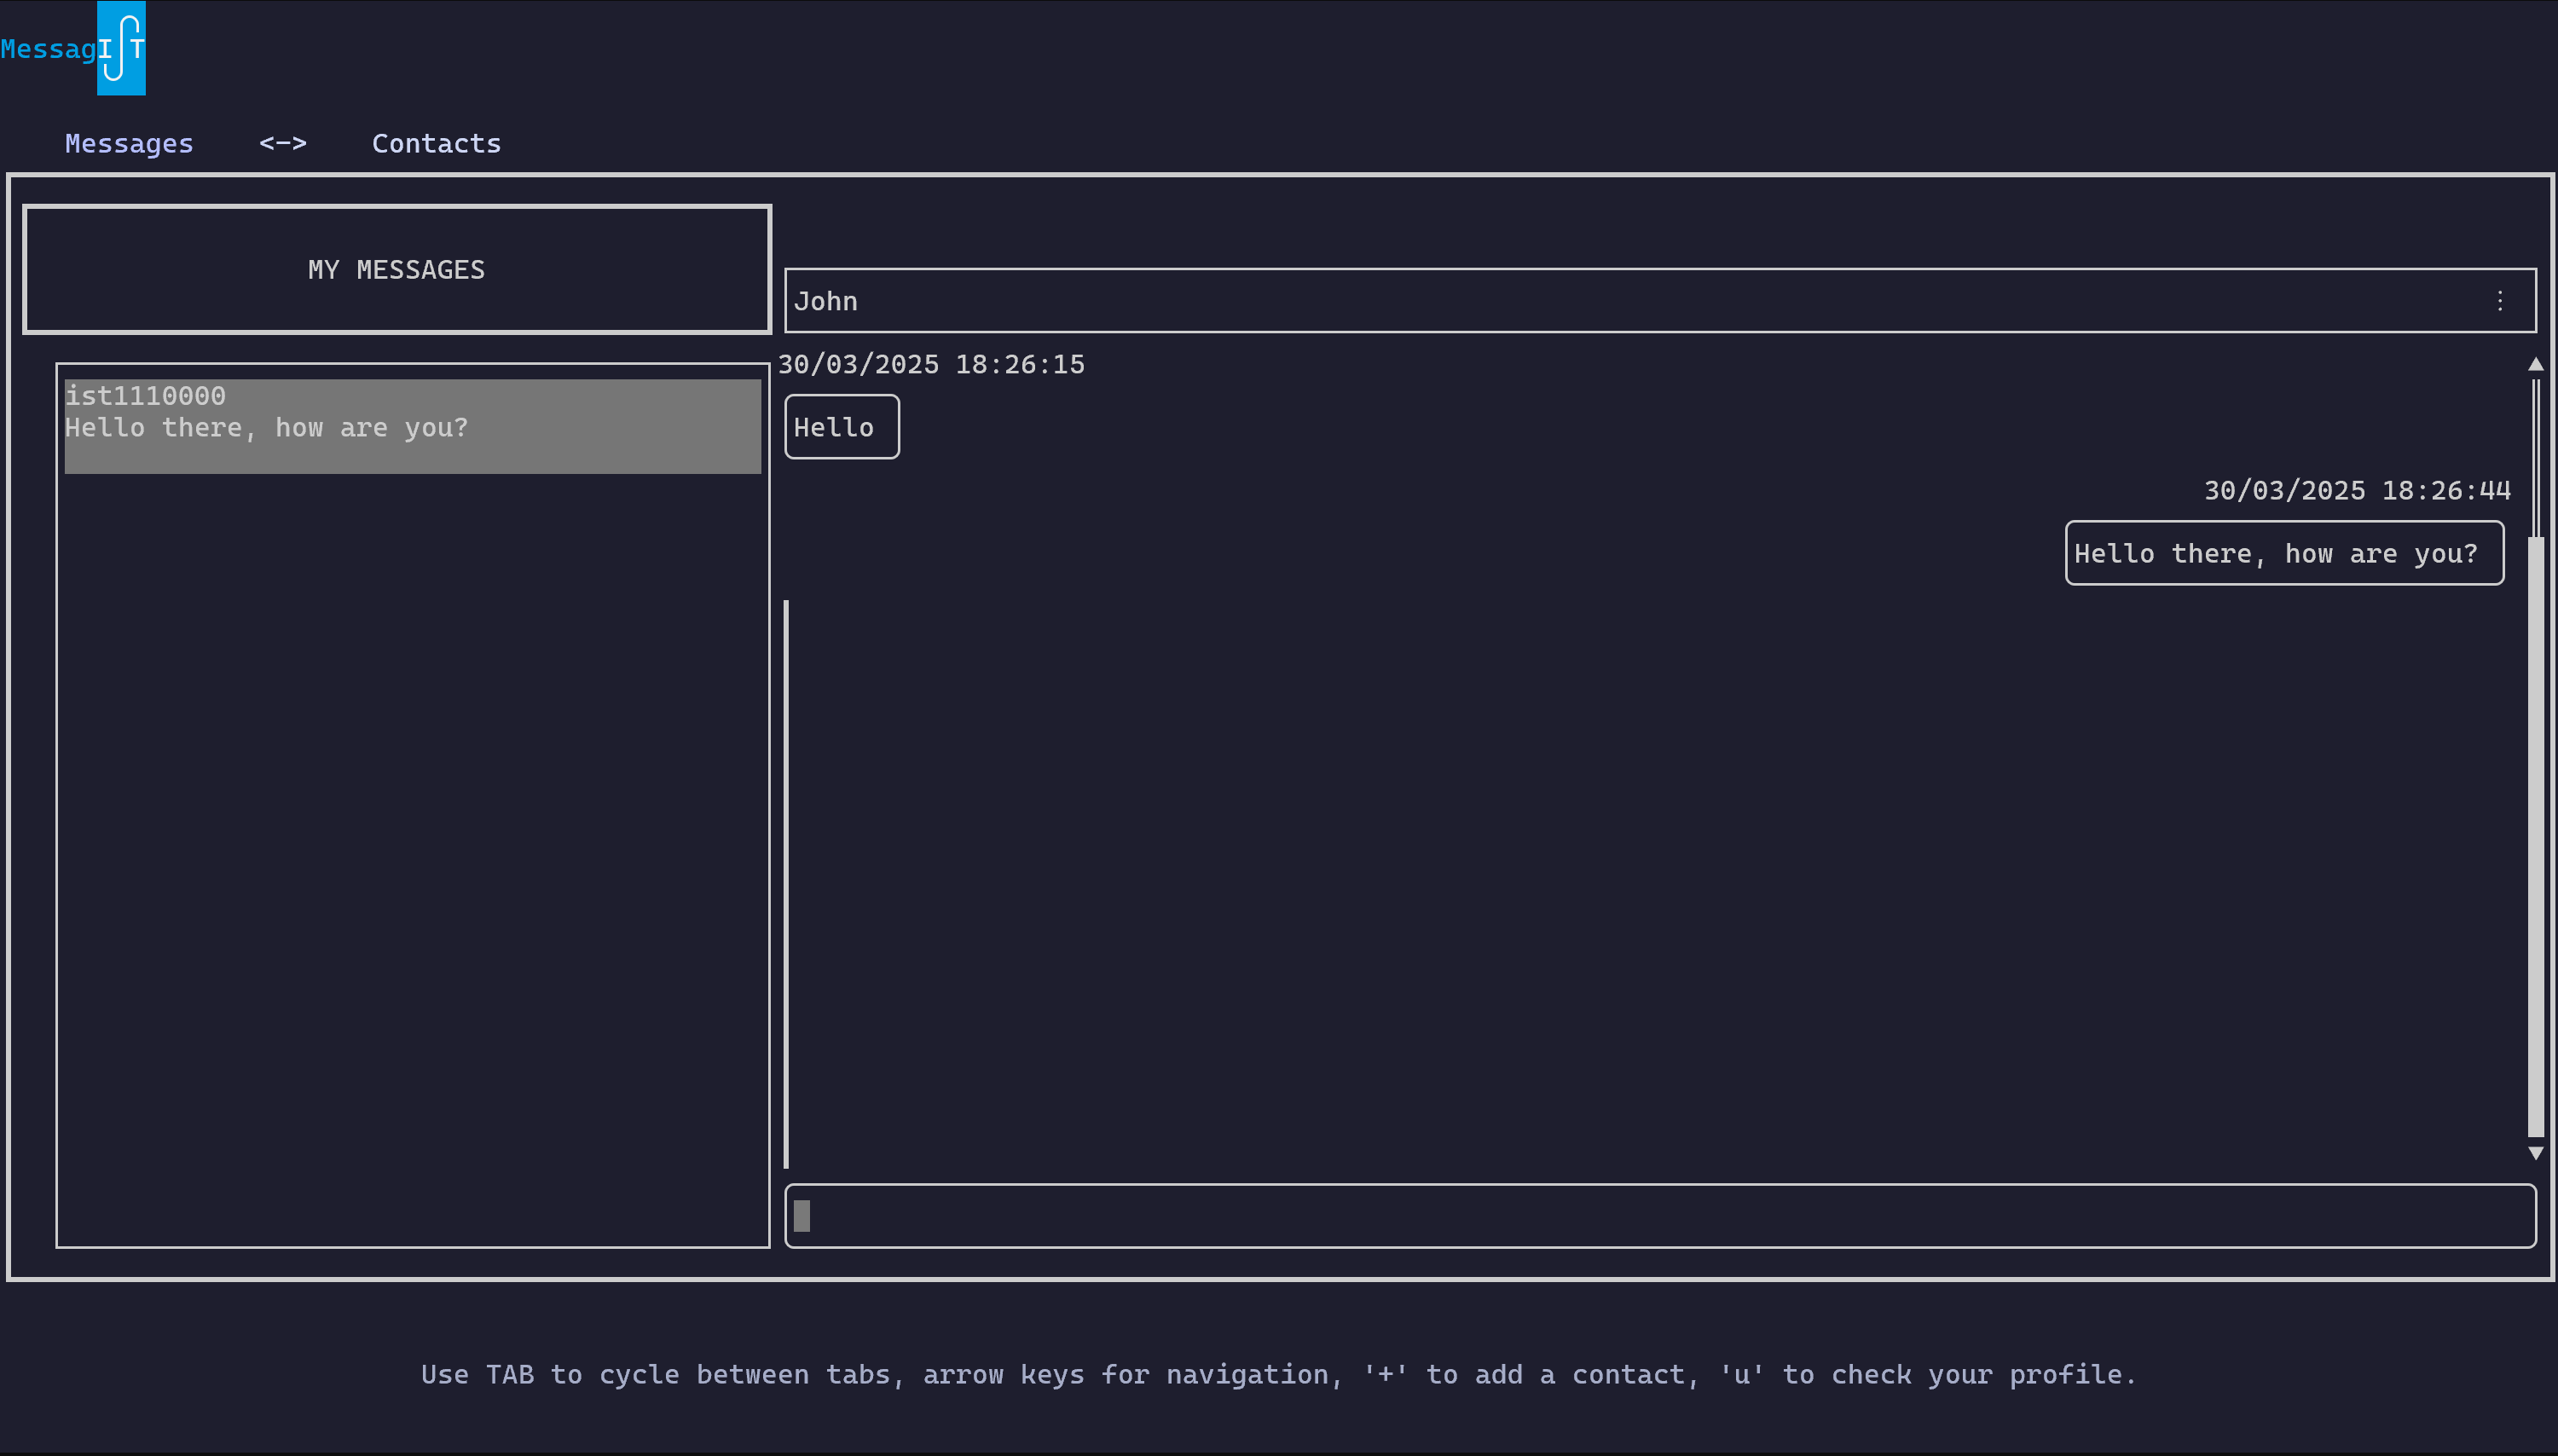 MessagIST
Messages <-> Contacts
MY MESSAGES
ist1110000
Hello there, how are you?
John ⋮
30/03/2025 18:26:15
Hello
30/03/2025 18:26:44
Hello there, how are you?
Use TAB to cycle between tabs, arrow keys for navigation, '+' to add a contact, 'u' to check your profile.